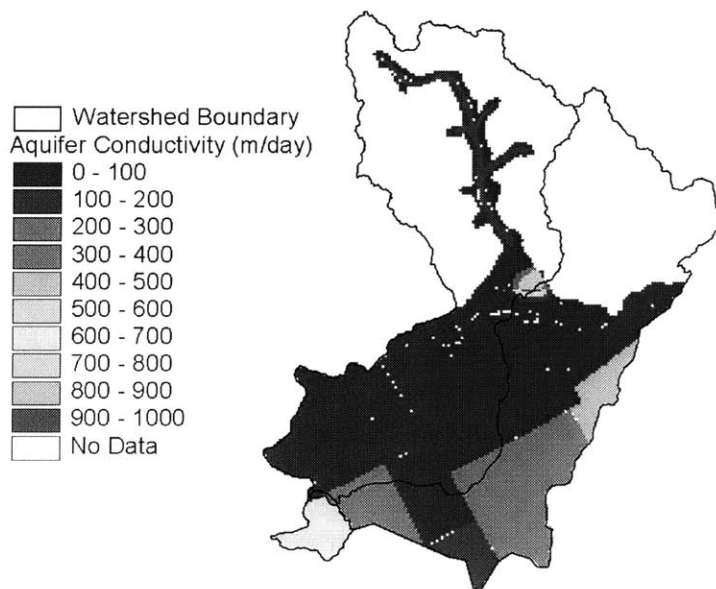 Watershed Boundary
Aquifer Conductivity (m/day)
0 - 100
100 - 200
200 - 300
300 - 400
400 - 500
500 - 600
600 - 700
700 - 800
800 - 900
900 - 1000
No Data